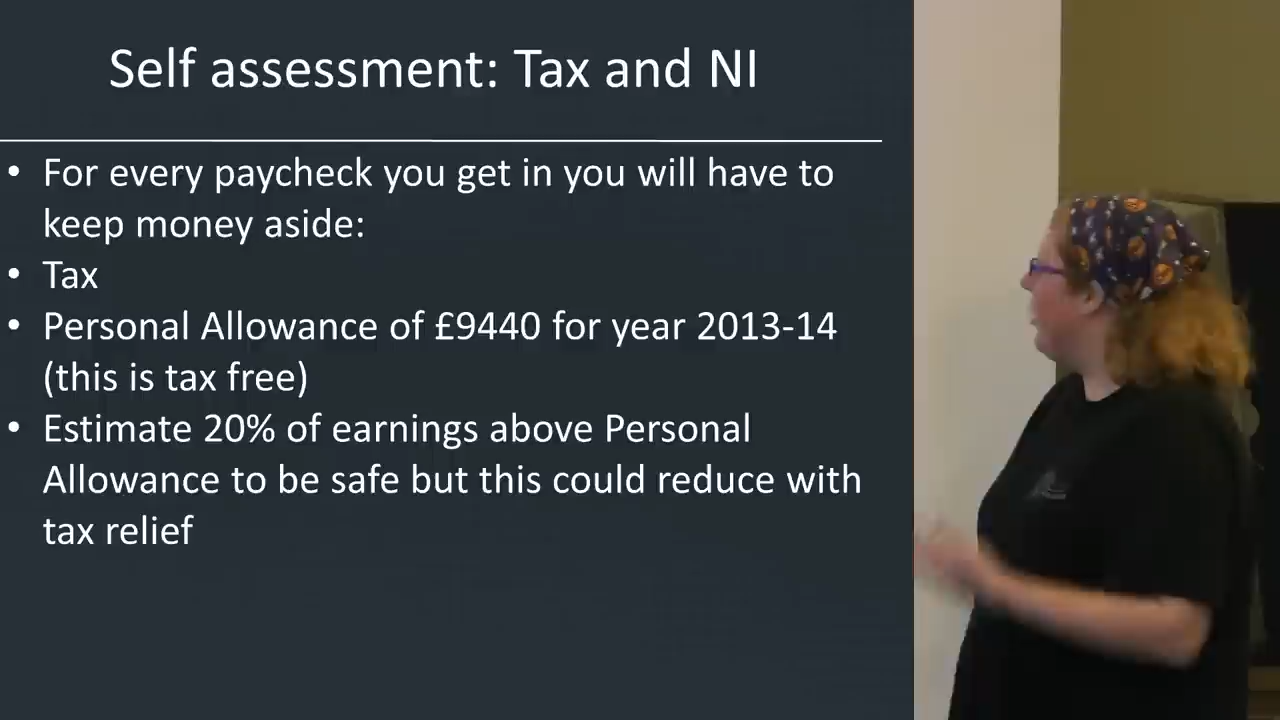 Self assessment: Tax and NI
• For every paycheck you get in you will have to
keep money aside:
• Tax
• Personal Allowance of £9440 for year 2013-14
(this is tax free)
• Estimate 20% of earnings above Personal
Allowance to be safe but this could reduce with
tax relief